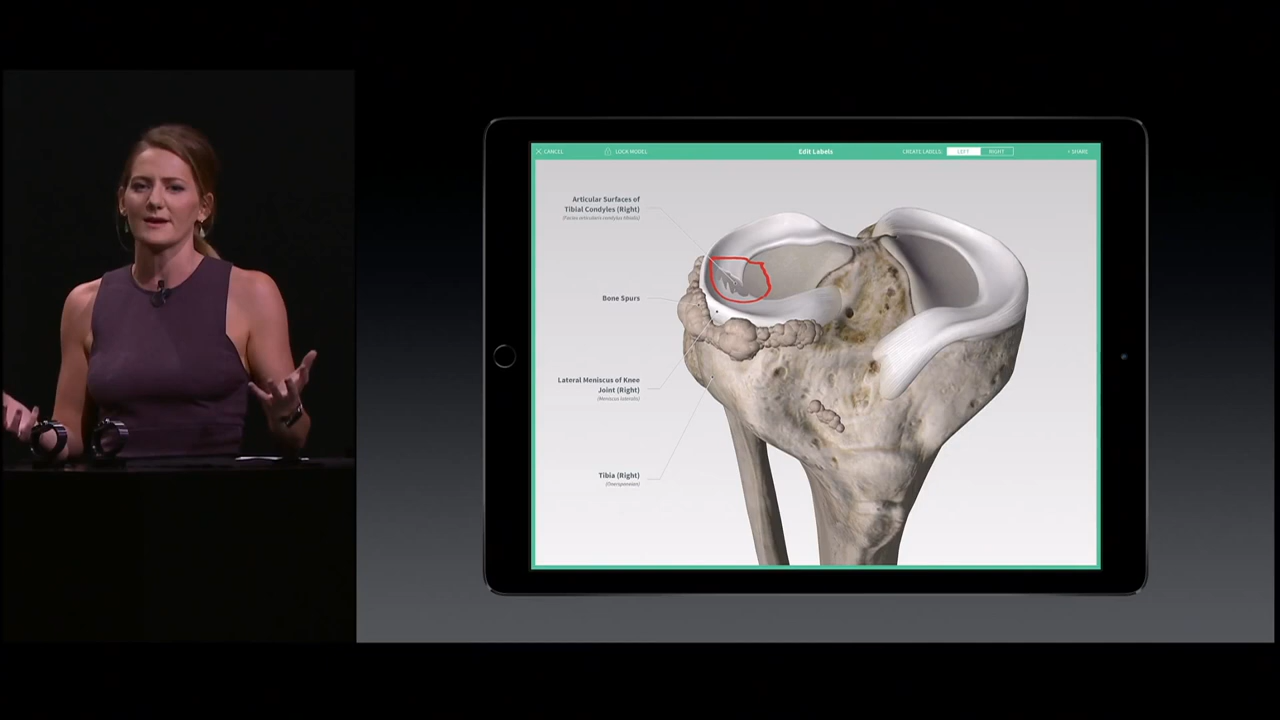 CANCEL
LOCK MODEL
Edit Labels
CREATE LABELS:
LEFT
RIGHT
SHARE
Articular Surfaces of
Tibial Condyles (Right)
Bone Spurs
Lateral Meniscus of Knee
Joint (Right)
(Meniscus lateralis)
Tibia (Right)